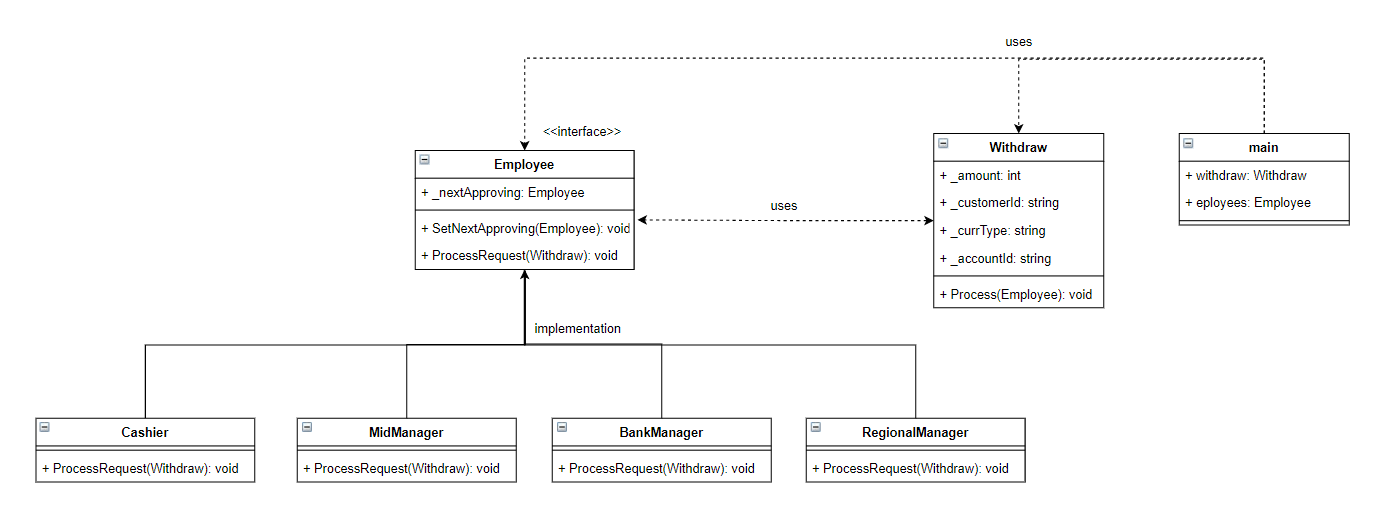 uses
<<interface>>
Employee
+ _nextApproving: Employee
+ SetNextApproving(Employee): void
+ ProcessRequest(Withdraw): void
uses
Withdraw
+ _amount: int
+ _customerId: string
+ _currType: string
+ _accountId: string
+ Process(Employee): void
main
+ withdraw: Withdraw
+ eployees: Employee
implementation
Cashier
+ ProcessRequest(Withdraw): void
MidManager
+ ProcessRequest(Withdraw): void
BankManager
+ ProcessRequest(Withdraw): void
RegionalManager
+ ProcessRequest(Withdraw): void